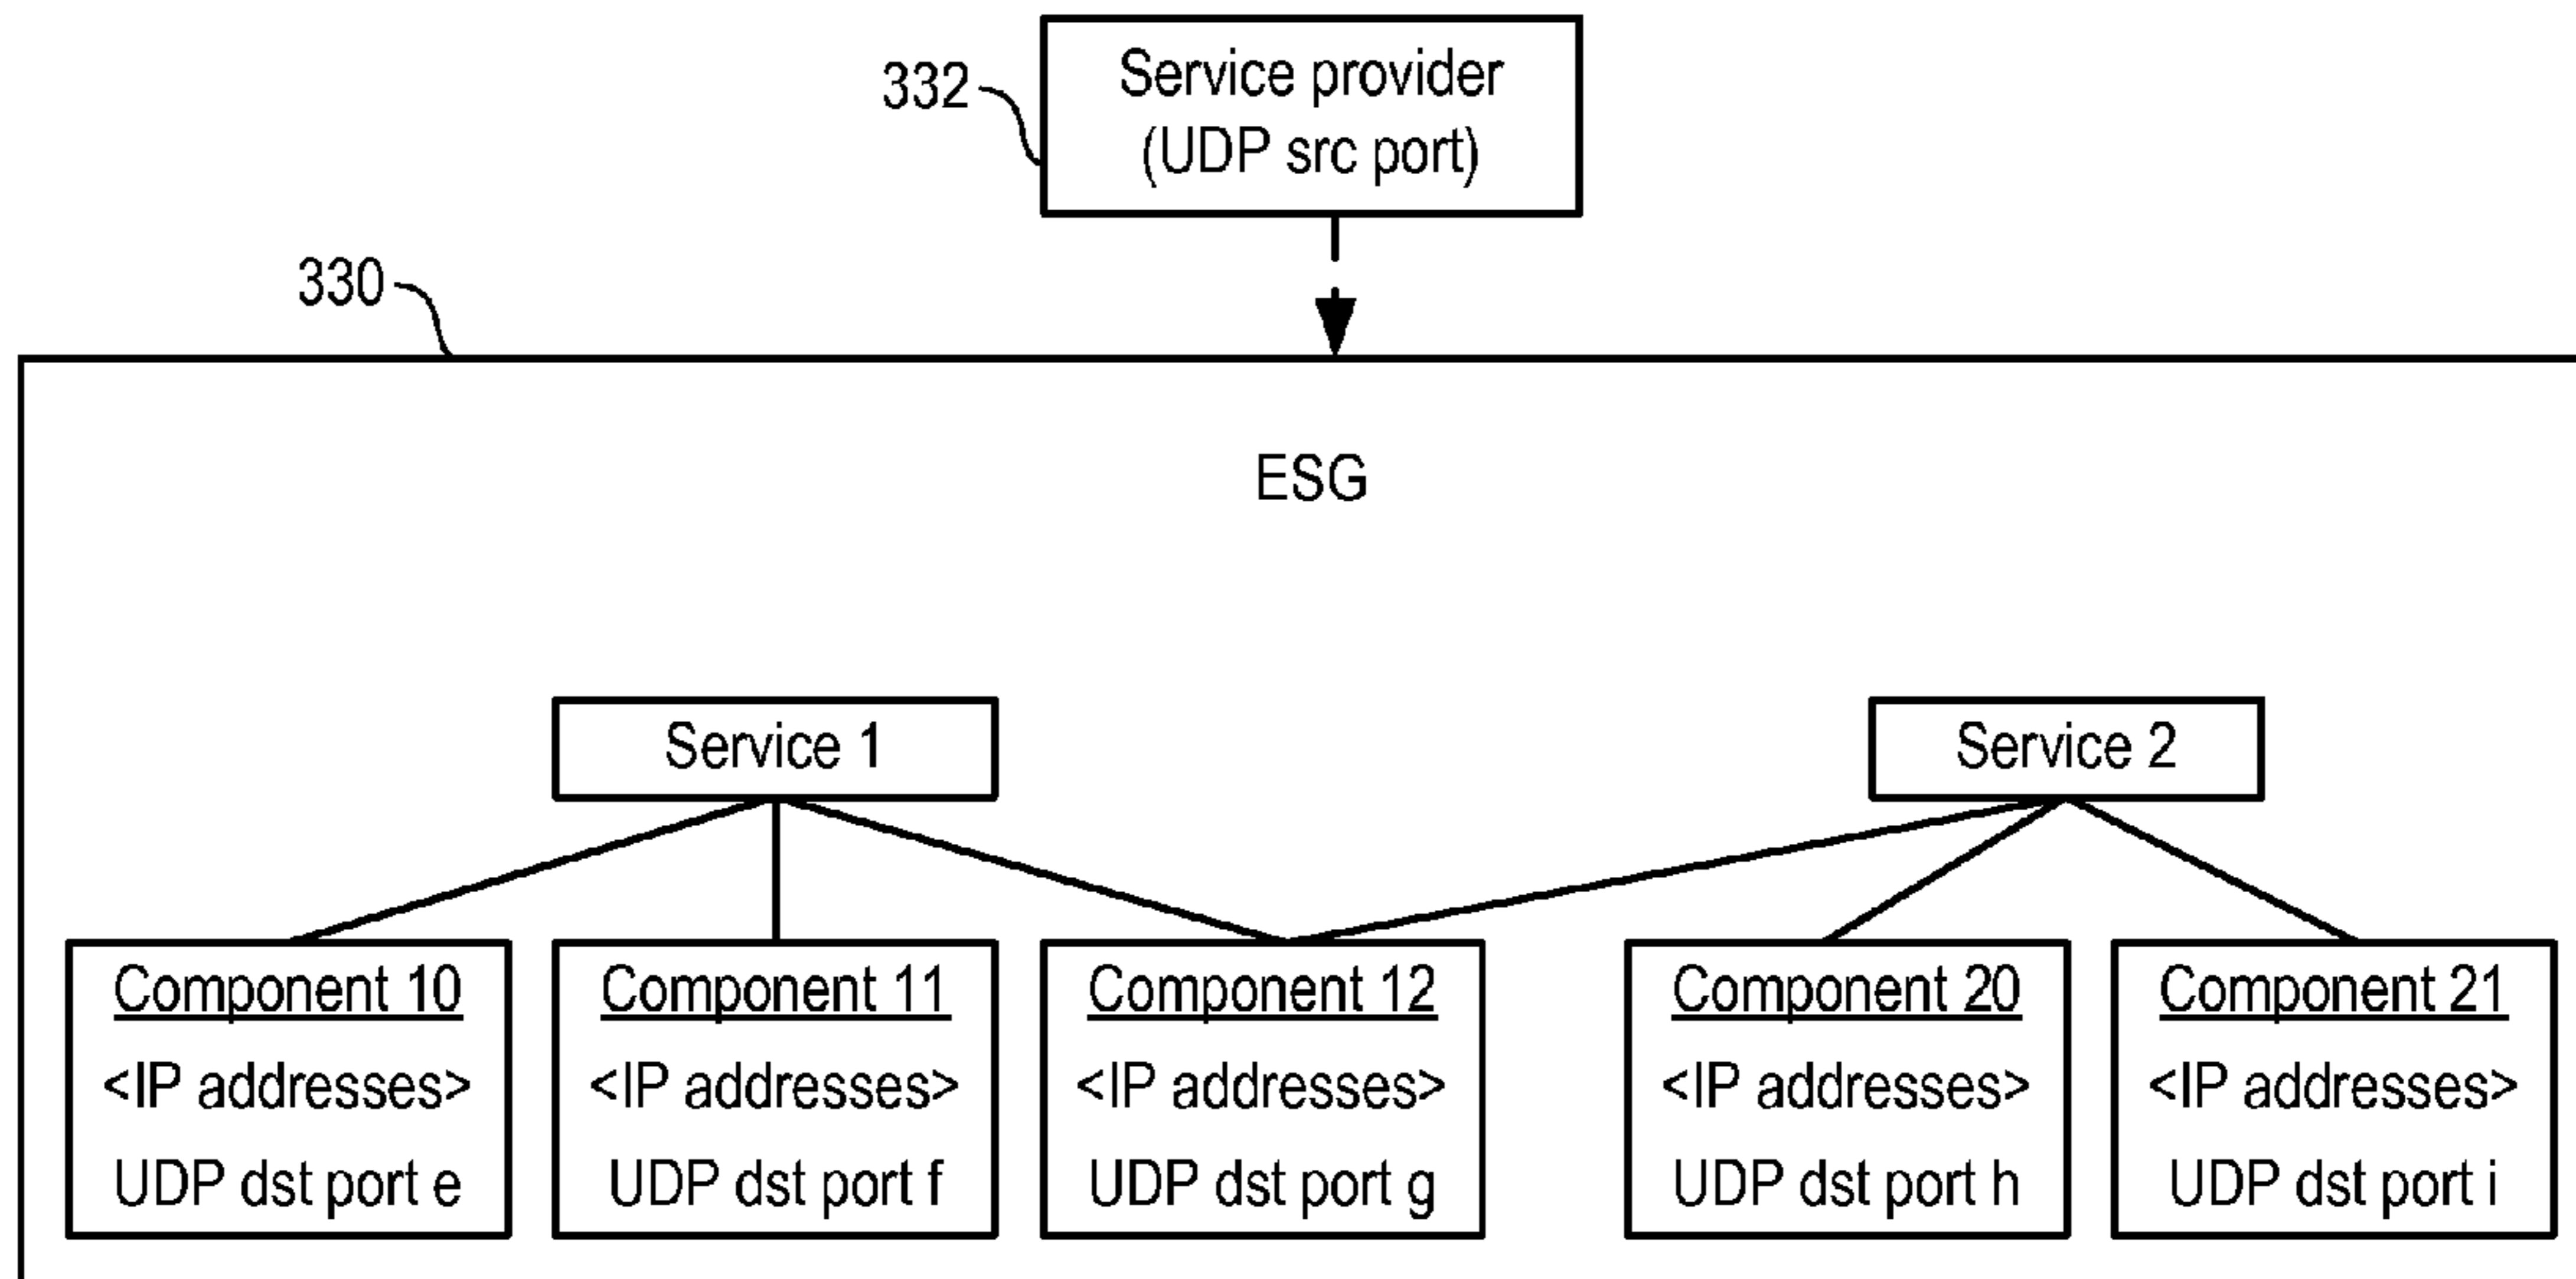 Service provider
(UDP src port)
332
330
ESG
Service 1
Service 2
Component 10
<IP addresses>
UDP dst port e
Component 11
<IP addresses>
UDP dst port f
Component 12
<IP addresses>
UDP dst port g
Component 20
<IP addresses>
UDP dst port h
Component 21
<IP addresses>
UDP dst port i